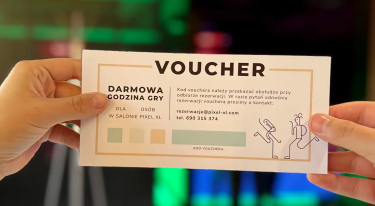 VOUCHER
DARMOWA
GODZINA GRY
DLA OSÓB
W SALONIE PIXEL XL
Kod vouchera należy przekazać obsłudze przy
odbiorze rezerwacji. W razie pytań odnośnie
rezerwacji vouchera prosimy o kontakt:
rezerwacje@pixel-xl.com
tel. 690 315 374
KOD VOUCHERA